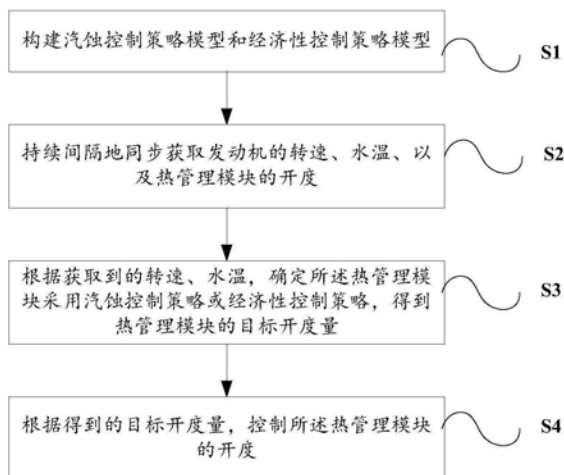 构建汽蚀控制策略模型和经济性控制策略模型
S1
持续间隔地同步获取发动机的转速、水温、以
及热管理模块的开度
S2
根据获取到的转速、水温，确定所述热管理模
块采用汽蚀控制策略或经济性控制策略，得到
热管理模块的目标开度量
S3
根据得到的目标开度量，控制所述热管理模块
的开度
S4